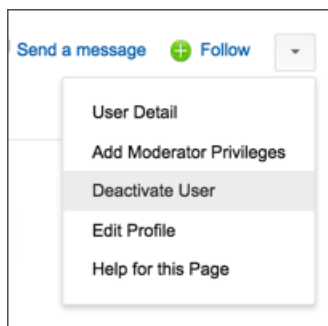 Send a message Follow
User Detail
Add Moderator Privileges
Deactivate User
Edit Profile
Help for this Page